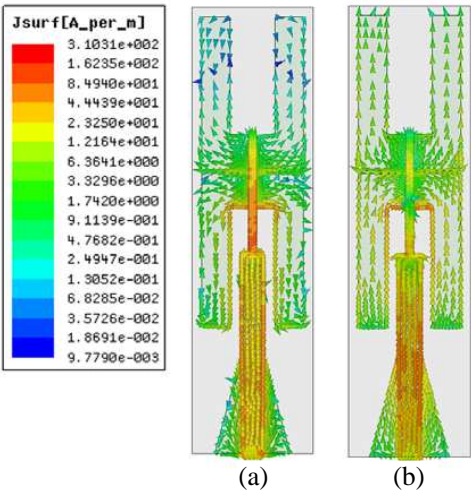 Jsurf[A_per_m]
3.1031e+002
1.6235e+002
8.4940e+001
4.4439e+001
2.3250e+001
1.2164e+001
6.3641e+000
3.3296e+000
1.7420e+000
9.1139e-001
4.7682e-001
2.4947e-001
1.3052e-001
6.8285e-002
3.5726e-002
1.8691e-002
9.7790e-003
(a) (b)